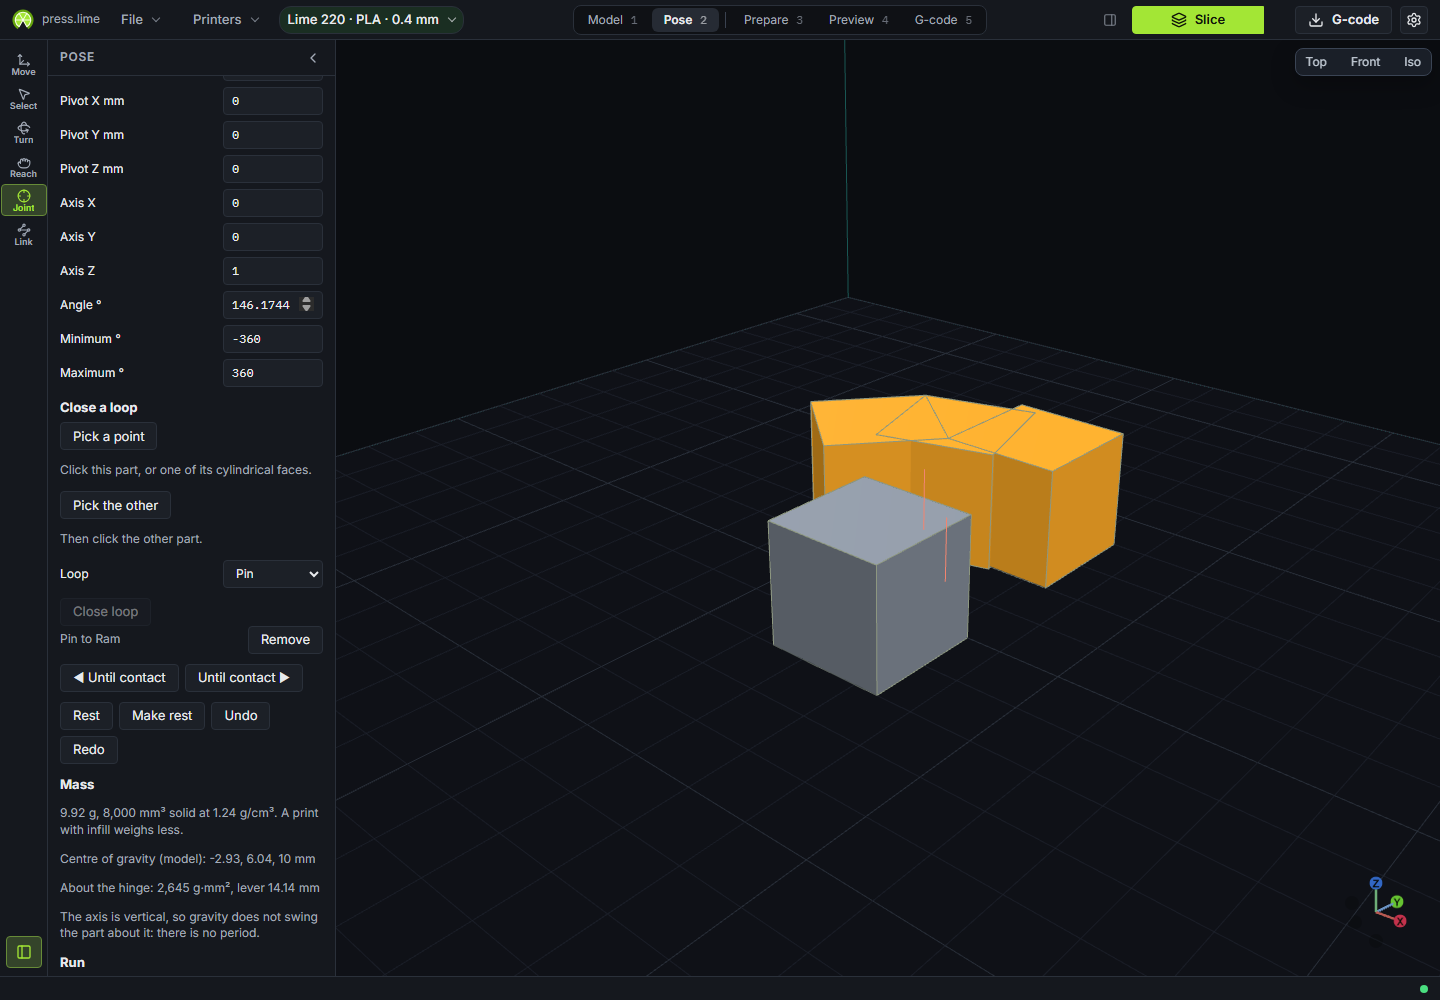 press.lime
File
Printers
Lime 220 · PLA · 0.4 mm
Model 1
Pose 2
Prepare 3
Preview 4
G-code 5
Slice
G-code
Move
Select
Turn
Reach
Joint
Link
POSE
Pivot X mm 0
Pivot Y mm 0
Pivot Z mm 0
Axis X 0
Axis Y 0
Axis Z 1
Angle ° 146.1744
Minimum ° -360
Maximum ° 360
Close a loop
Pick a point
Click this part, or one of its cylindrical faces.
Pick the other
Then click the other part.
Loop Pin
Close loop
Pin to Ram Remove
◀ Until contact Until contact ▶
Rest Make rest Undo
Redo
Mass
9.92 g, 8,000 mm³ solid at 1.24 g/cm³. A print
with infill weighs less.
Centre of gravity (model): -2.93, 6.04, 10 mm
About the hinge: 2,645 g·mm², lever 14.14 mm
The axis is vertical, so gravity does not swing
the part about it: there is no period.
Run
Top Front Iso
Z
Y
X